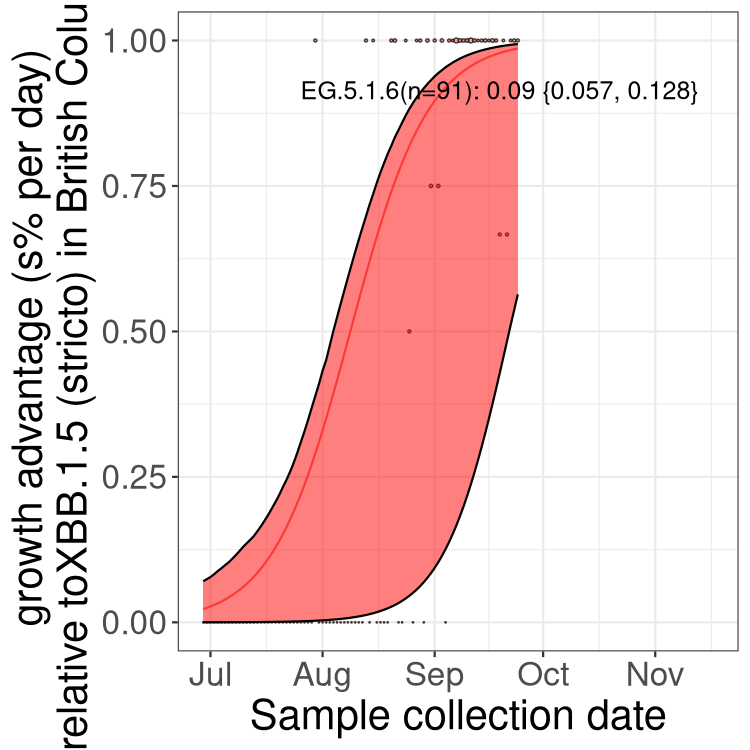 growth advantage (s% per day)
relative toXBB.1.5 (stricto) in British Colu
1.00
0.75
0.50
0.25
0.00
EG.5.1.6(n=91): 0.09 {0.057, 0.128}
Jul Aug Sep Oct Nov
Sample collection date